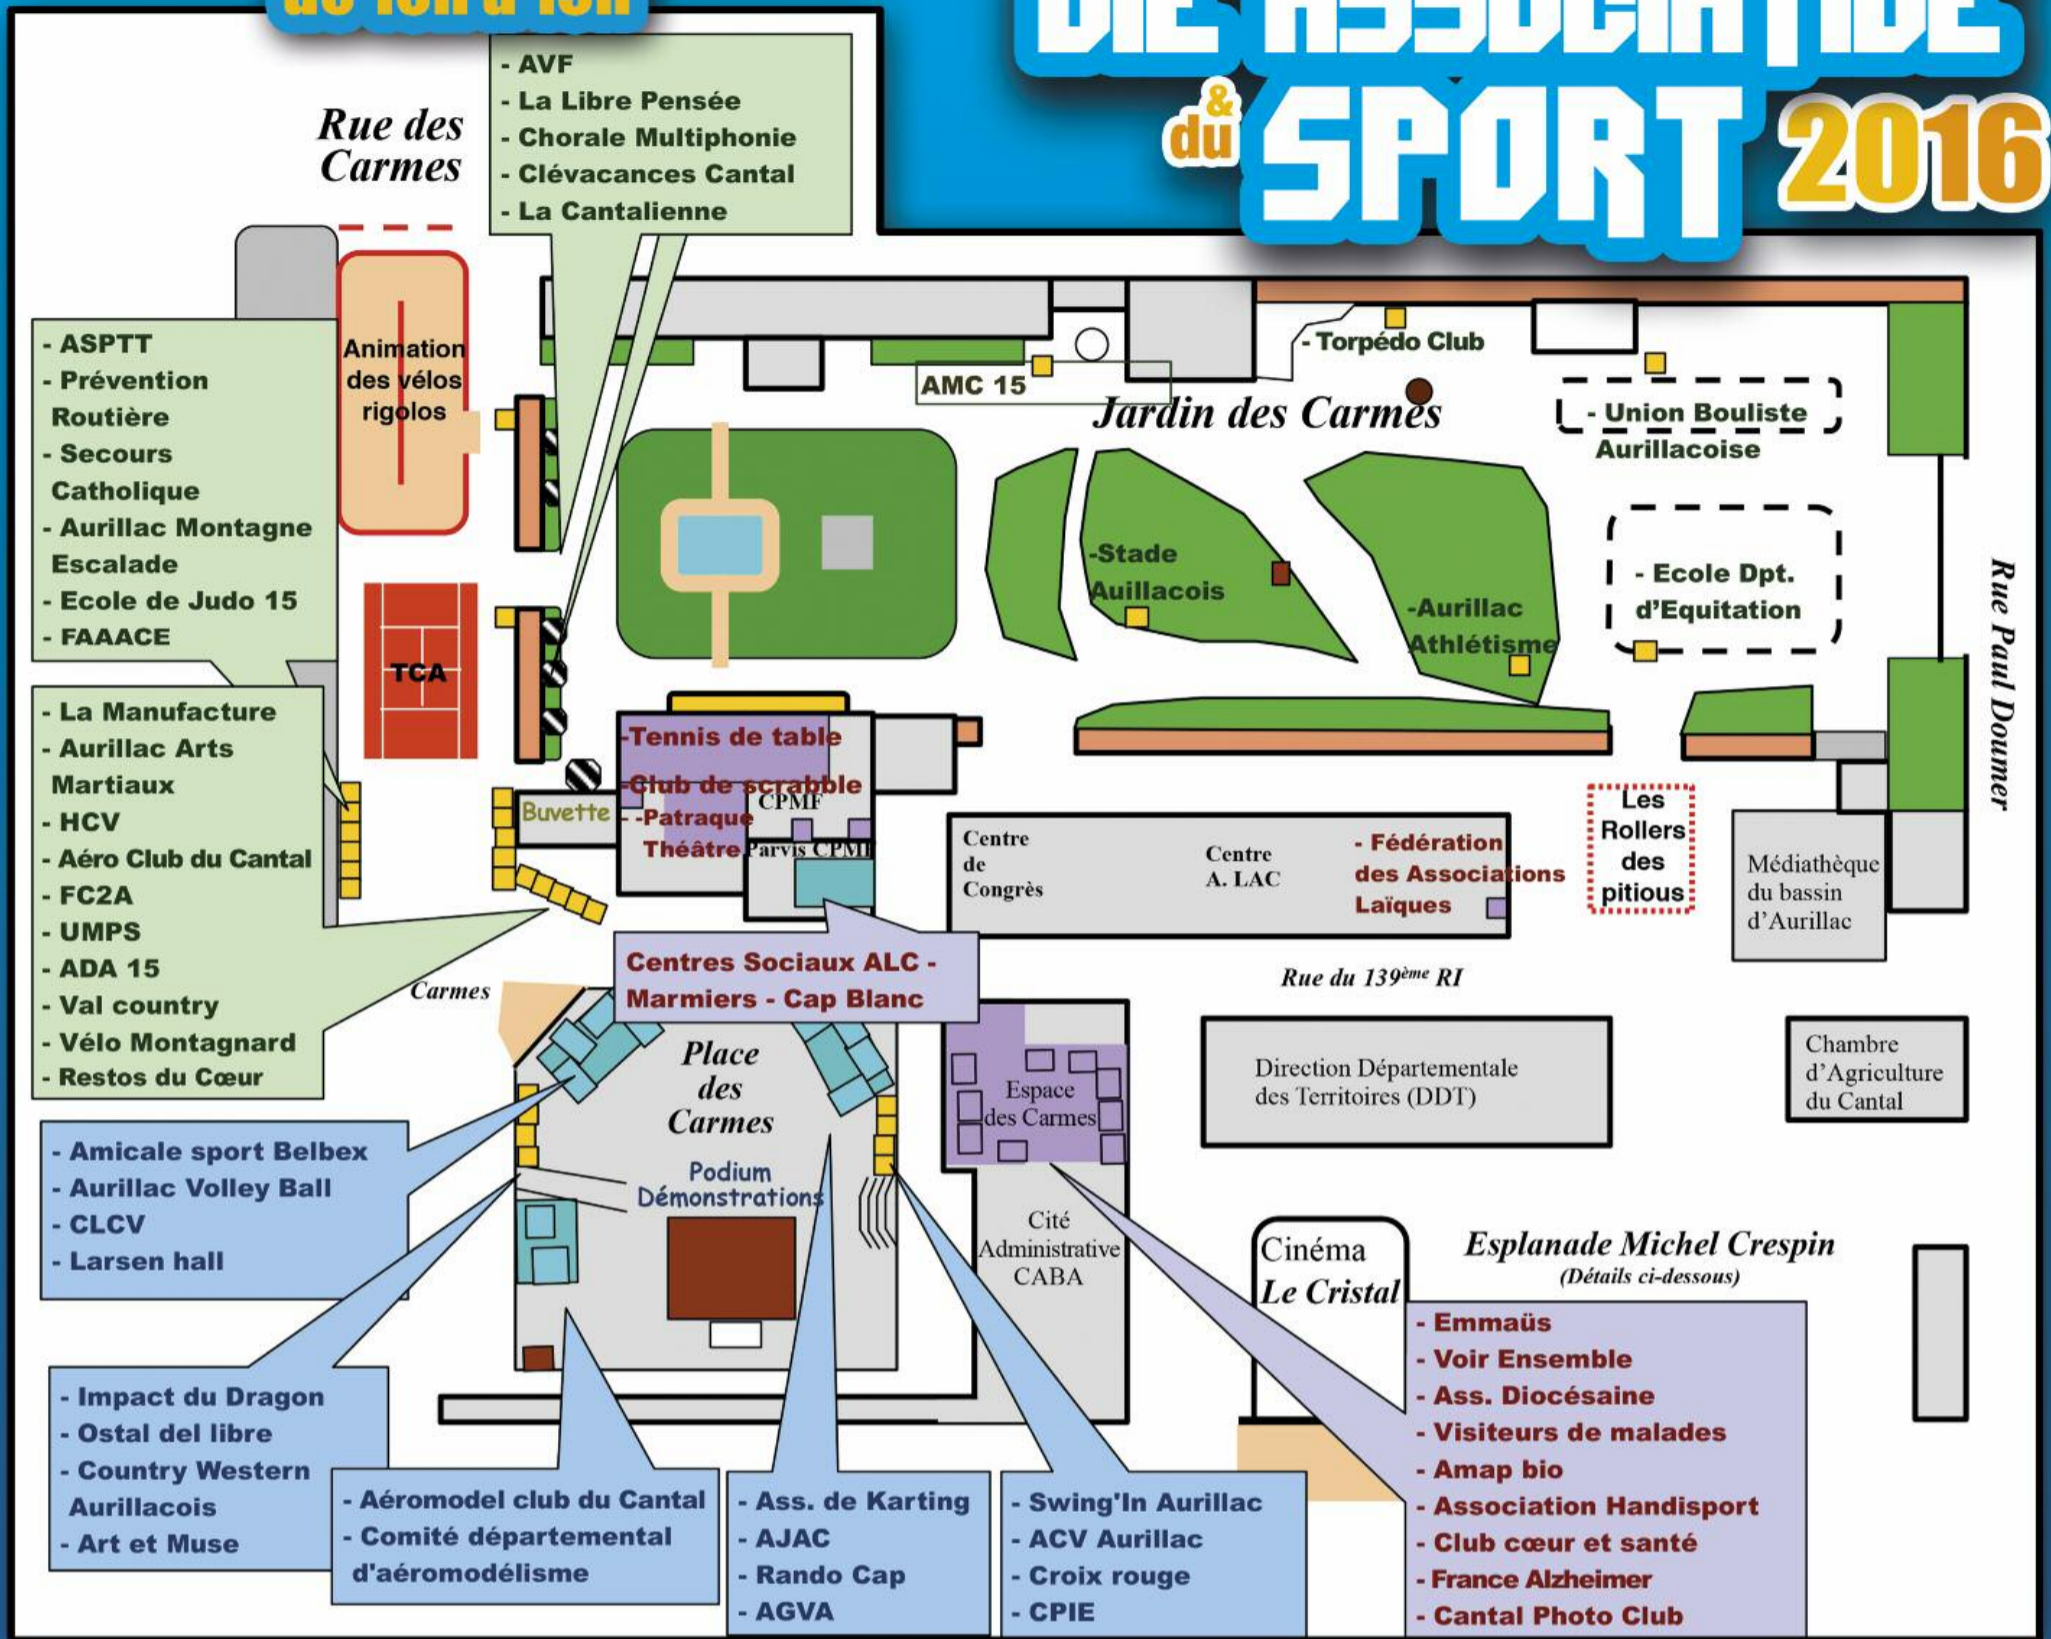 de 10h à 18h
VIE ASSOCIATIVE
& du SPORT 2016
Rue des
Carmes
- AVF
- La Libre Pensée
- Chorale Multiphonie
- Clévacances Cantal
- La Cantalienne
- ASPTT
- Prévention
Routière
- Secours
Catholique
- Aurillac Montagne
Escalade
- Ecole de Judo 15
- FAAACE
Animation
des vélos
rigolos
TCA
AMC 15
- Torpédo Club
Jardin des Carmes
- Union Bouliste
Aurillacoise
-Stade
Auillacois
-Aurillac
Athlétisme
- Ecole Dpt.
d'Equitation
Rue Paul Doumer
- La Manufacture
- Aurillac Arts
Martiaux
- HCV
- Aéro Club du Cantal
- FC2A
- UMPS
- ADA 15
- Val country
- Vélo Montagnard
- Restos du Cœur
-Tennis de table
-Club de scrabble
- -Patraque
Théâtre
CPMF
Parvis CPMF
Buvette
Centre
de
Congrès
Centre
A. LAC
- Fédération
des Associations
Laïques
Les
Rollers
des
pitious
Médiathèque
du bassin
d'Aurillac
Centres Sociaux ALC -
Marmiers - Cap Blanc
Rue du 139ème RI
Carmes
Place
des
Carmes
Podium
Démonstrations
Espace
des Carmes
Direction Départementale
des Territoires (DDT)
Chambre
d'Agriculture
du Cantal
- Amicale sport Belbex
- Aurillac Volley Ball
- CLCV
- Larsen hall
Cité
Administrative
CABA
Cinéma
Le Cristal
Esplanade Michel Crespin
(Détails ci-dessous)
- Impact du Dragon
- Ostal del libre
- Country Western
Aurillacois
- Art et Muse
- Aéromodel club du Cantal
- Comité départemental
d'aéromodélisme
- Ass. de Karting
- AJAC
- Rando Cap
- AGVA
- Swing'In Aurillac
- ACV Aurillac
- Croix rouge
- CPIE
- Emmaüs
- Voir Ensemble
- Ass. Diocésaine
- Visiteurs de malades
- Amap bio
- Association Handisport
- Club cœur et santé
- France Alzheimer
- Cantal Photo Club